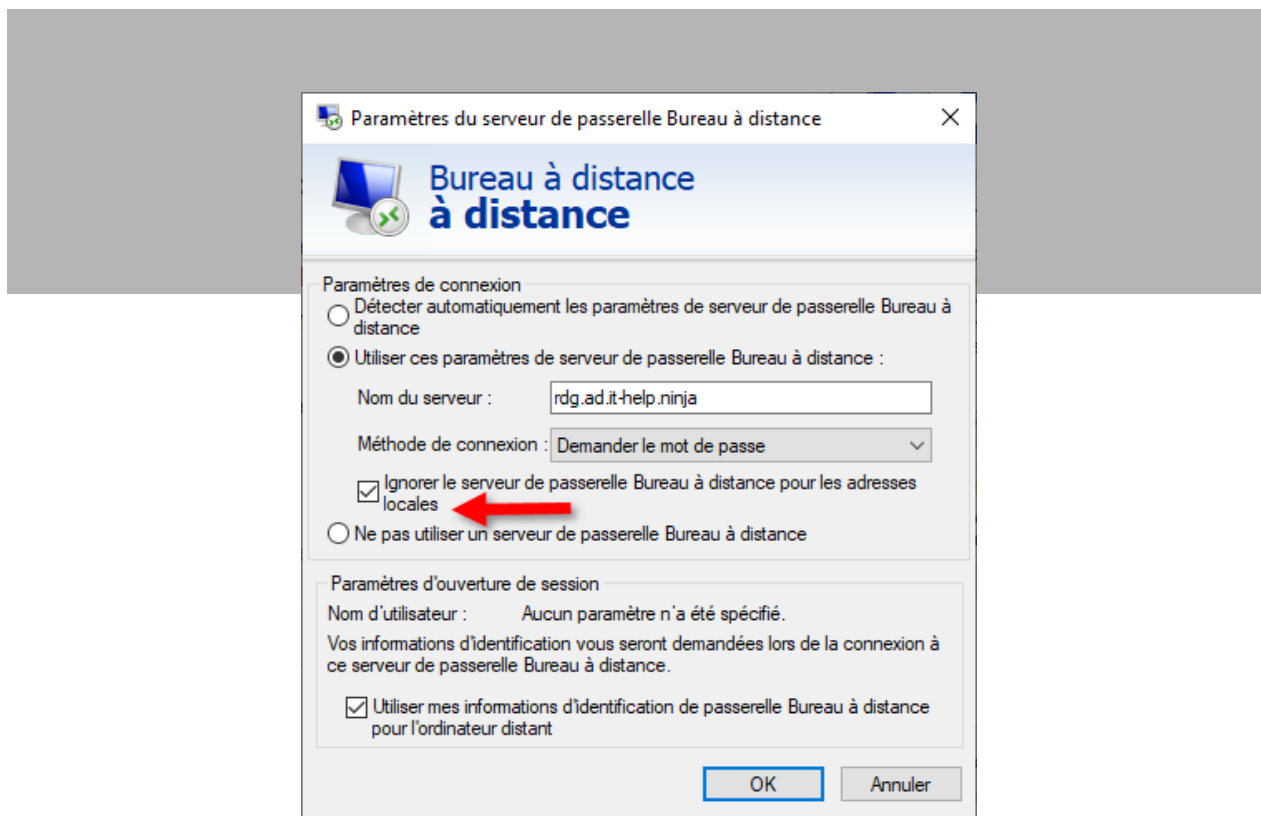 Paramètres du serveur de passerelle Bureau à distance
Bureau à distance
à distance
Paramètres de connexion
Détecter automatiquement les paramètres de serveur de passerelle Bureau à
distance
Utiliser ces paramètres de serveur de passerelle Bureau à distance :
Nom du serveur : rdg.ad.it-help.ninja
Méthode de connexion : Demander le mot de passe
Ignorer le serveur de passerelle Bureau à distance pour les adresses
locales
Ne pas utiliser un serveur de passerelle Bureau à distance
Paramètres d'ouverture de session
Nom d'utilisateur : Aucun paramètre n'a été spécifié.
Vos informations d'identification vous seront demandées lors de la connexion à
ce serveur de passerelle Bureau à distance.
Utiliser mes informations d'identification de passerelle Bureau à distance
pour l'ordinateur distant
OK Annuler